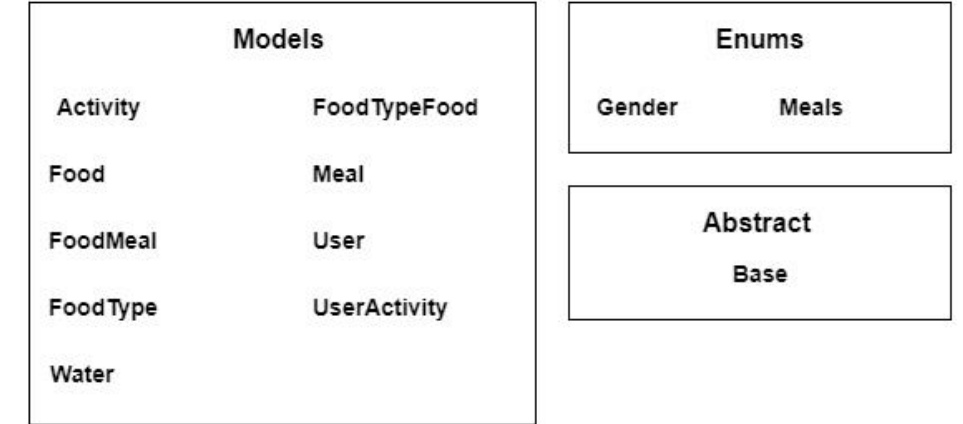 Models
Activity
FoodTypeFood
Food
Meal
FoodMeal
User
FoodType
UserActivity
Water
Enums
Gender
Meals
Abstract
Base